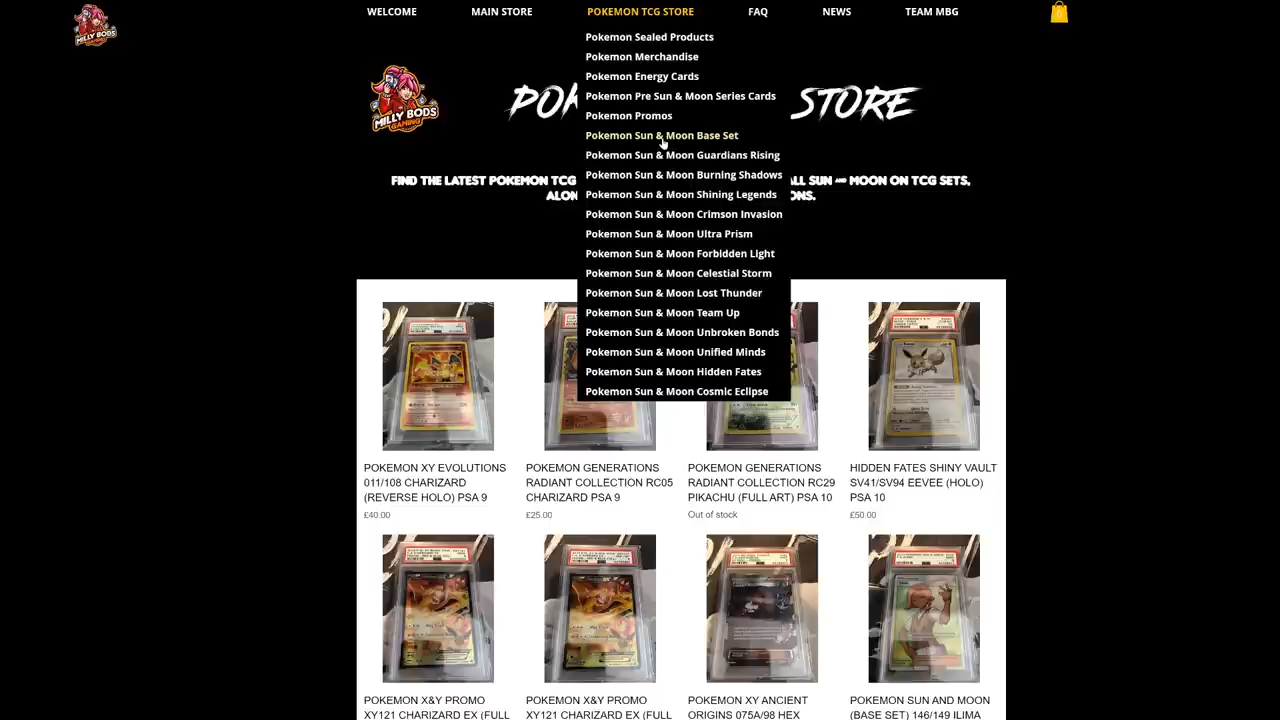 WELCOME
MAIN STORE
POKEMON TCG STORE
FAQ
NEWS
TEAM MBG
MILLY BODS
GAMING
Pokemon Sealed Products
Pokemon Merchandise
Pokemon Energy Cards
Pokemon Pre Sun & Moon Series Cards
Pokemon Promos
Pokemon Sun & Moon Base Set
Pokemon Sun & Moon Guardians Rising
Pokemon Sun & Moon Burning Shadows
Pokemon Sun & Moon Shining Legends
Pokemon Sun & Moon Crimson Invasion
Pokemon Sun & Moon Ultra Prism
Pokemon Sun & Moon Forbidden Light
Pokemon Sun & Moon Celestial Storm
Pokemon Sun & Moon Lost Thunder
Pokemon Sun & Moon Team Up
Pokemon Sun & Moon Unbroken Bonds
Pokemon Sun & Moon Unified Minds
Pokemon Sun & Moon Hidden Fates
Pokemon Sun & Moon Cosmic Eclipse
MILLY BODS
GAMING
POK STORE
FIND THE LATEST POKEMON TCG ALL SUN AND MOON ON TCG SETS,
ALON ONS.
POKEMON XY EVOLUTIONS
011/108 CHARIZARD
(REVERSE HOLO) PSA 9
£40.00
POKEMON GENERATIONS
RADIANT COLLECTION RC05
CHARIZARD PSA 9
£25.00
POKEMON GENERATIONS
RADIANT COLLECTION RC29
PIKACHU (FULL ART) PSA 10
Out of stock
HIDDEN FATES SHINY VAULT
SV41/SV94 EEVEE (HOLO)
PSA 10
£50.00
POKEMON X&Y PROMO
XY121 CHARIZARD EX (FULL
POKEMON X&Y PROMO
XY121 CHARIZARD EX (FULL
POKEMON XY ANCIENT
ORIGINS 075A/98 HEX
POKEMON SUN AND MOON
(BASE SET) 146/149 ILIMA